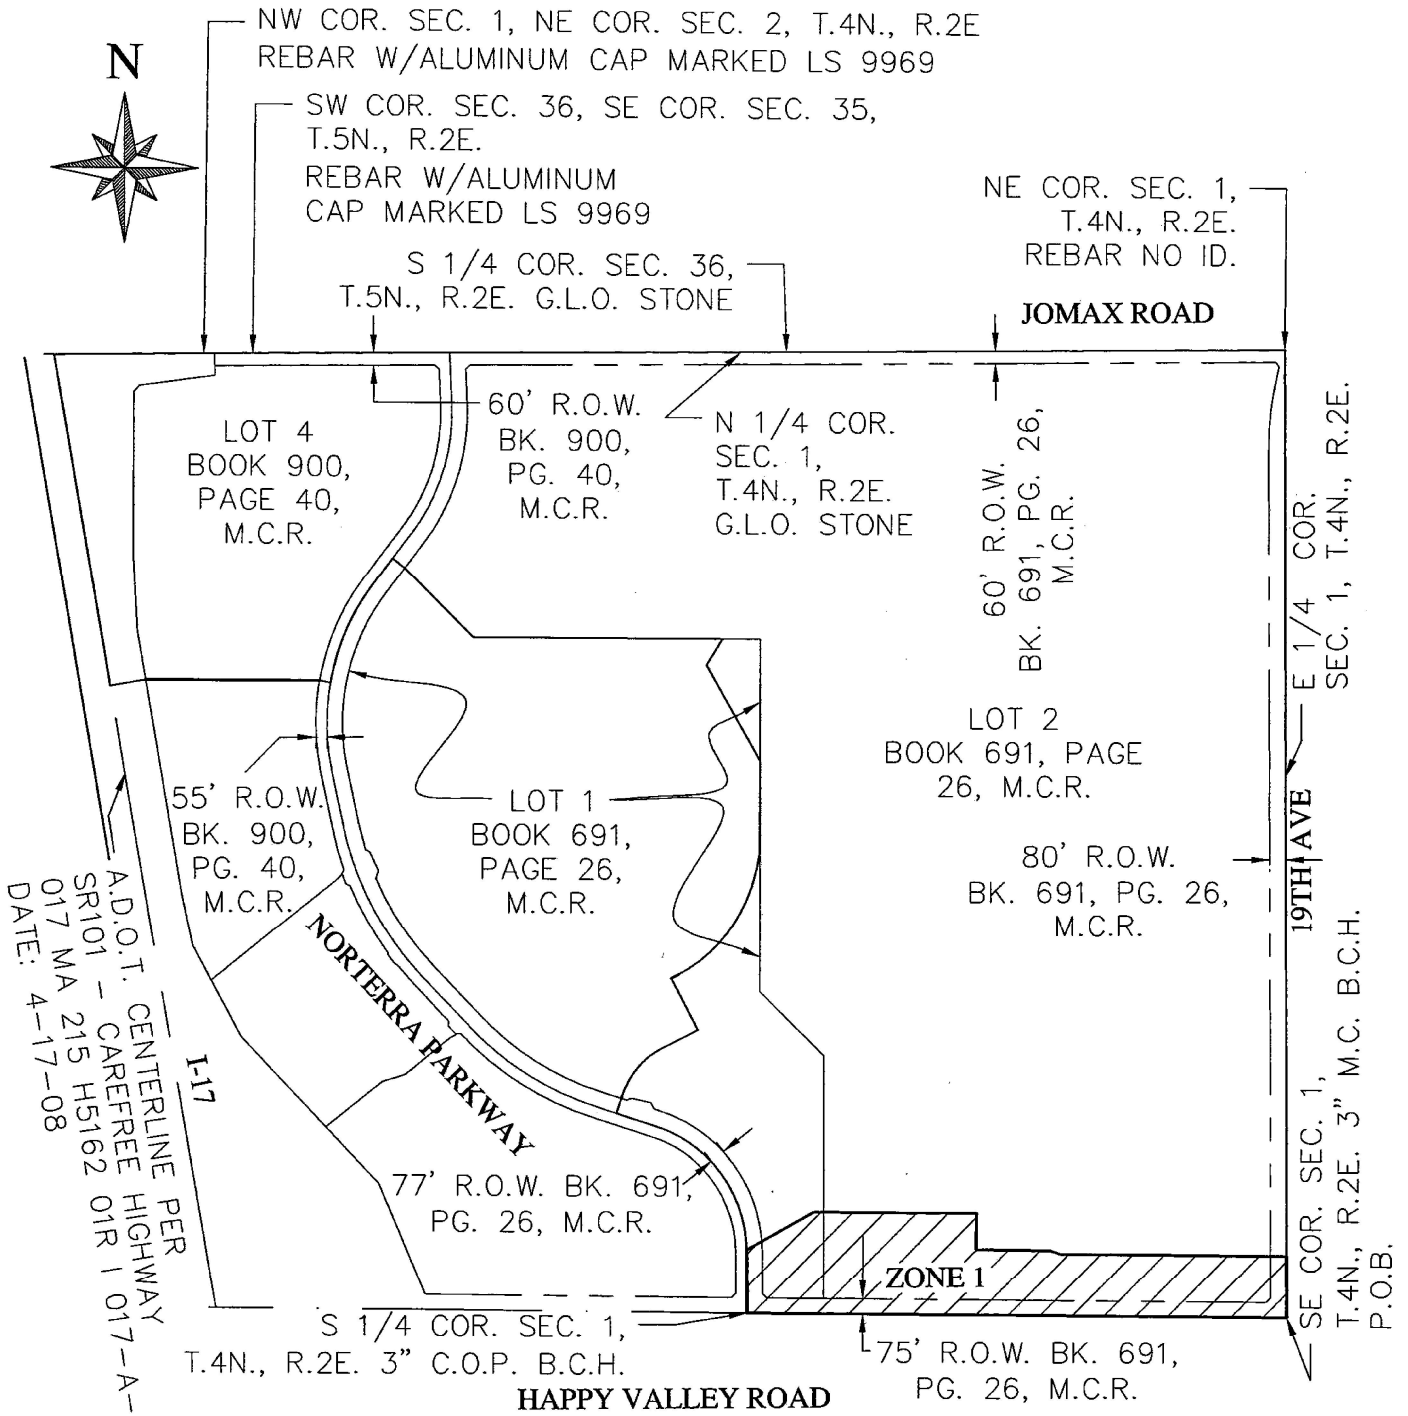 NW COR. SEC. 1, NE COR. SEC. 2, T.4N., R.2E
REBAR W/ALUMINUM CAP MARKED LS 9969
N
SW COR. SEC. 36, SE COR. SEC. 35,
T.5N., R.2E.
REBAR W/ALUMINUM
CAP MARKED LS 9969
NE COR. SEC. 1,
T.4N., R.2E.
REBAR NO ID.
S 1/4 COR. SEC. 36,
T.5N., R.2E. G.L.O. STONE
JOMAX ROAD
LOT 4
BOOK 900,
PAGE 40,
M.C.R.
60' R.O.W.
BK. 900,
PG. 40,
M.C.R.
N 1/4 COR.
SEC. 1,
T.4N., R.2E.
G.L.O. STONE
60' R.O.W.
BK. 691, PG. 26,
M.C.R.
E 1/4 COR.
SEC. 1, T.4N., R.2E.
LOT 2
BOOK 691, PAGE
26, M.C.R.
55' R.O.W.
BK. 900,
PG. 40,
M.C.R.
LOT 1
BOOK 691,
PAGE 26,
M.C.R.
80' R.O.W.
BK. 691, PG. 26,
M.C.R.
19TH AVE
NORTERRA PARKWAY
I-17
A.D.O.T. CENTERLINE PER
SR101 - CAREFREE HIGHWAY
017 MA 215 H5162 01R | 017-A-
DATE: 4-17-08
77' R.O.W. BK. 691,
PG. 26, M.C.R.
ZONE 1
SE COR. SEC. 1,
T.4N., R.2E. 3" M.C. B.C.H.
P.O.B.
S 1/4 COR. SEC. 1,
T.4N., R.2E. 3" C.O.P. B.C.H.
75' R.O.W. BK. 691,
PG. 26, M.C.R.
HAPPY VALLEY ROAD